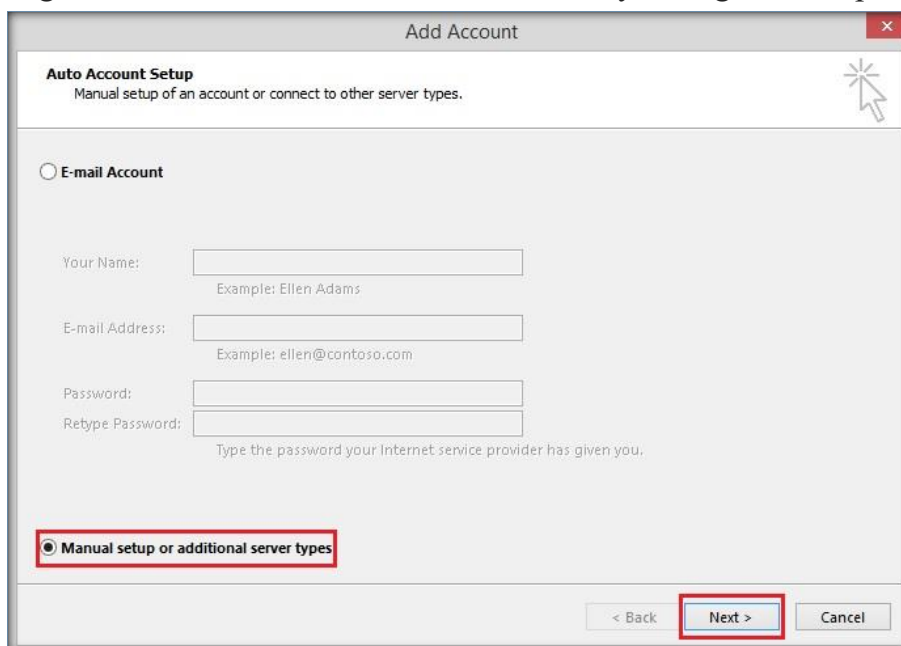 Add Account
Auto Account Setup
Manual setup of an account or connect to other server types.
E-mail Account
Your Name:
Example: Ellen Adams
E-mail Address:
Example: ellen@contoso.com
Password:
Retype Password:
Type the password your Internet service provider has given you.
Manual setup or additional server types
< Back Next > Cancel